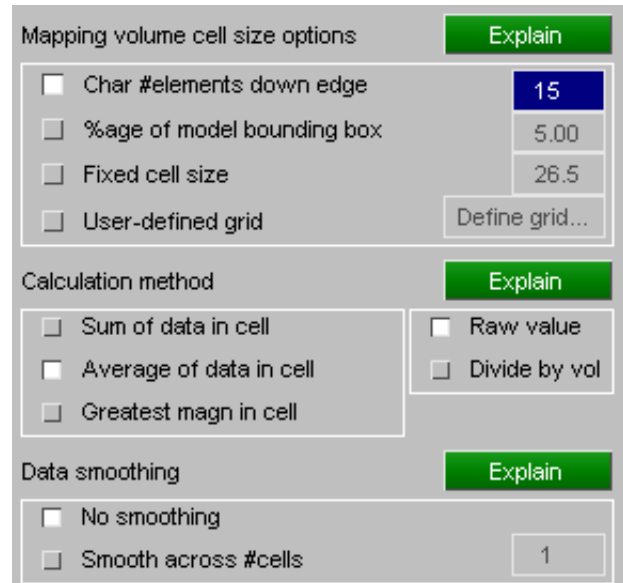 Mapping volume cell size options Explain
Char #elements down edge 15
%age of model bounding box 5.00
Fixed cell size 26.5
User-defined grid Define grid...
Calculation method Explain
Sum of data in cell Raw value
Average of data in cell Divide by vol
Greatest magn in cell
Data smoothing Explain
No smoothing
Smooth across #cells 1